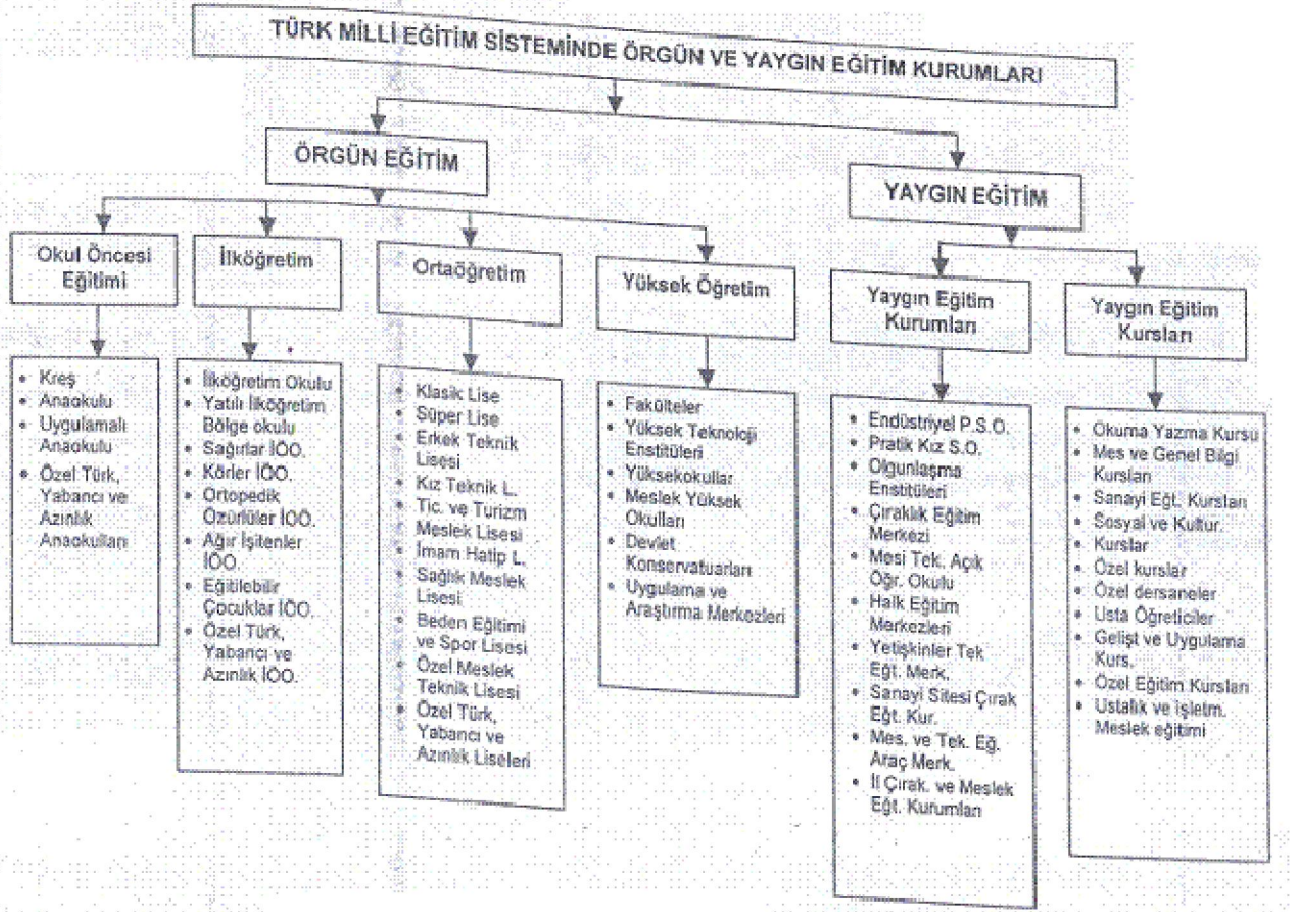 TÜRK MİLLİ EĞİTİM SİSTEMİNDE ÖRGÜN VE YAYGIN EĞİTİM KURUMLARI
ÖRGÜN EĞİTİM
YAYGIN EĞİTİM
Okul Öncesi
Eğitimi
İlköğretim
Ortaöğretim
Yüksek Öğretim
Yaygın Eğitim
Kurumları
Yaygın Eğitim
Kursları
• Kreş
• Anaokulu
• Uygulamalı
Anaokulu
• Özel Türk,
Yabancı ve
Azınlık
Anaokulları
• İlköğretim Okulu
• Yatılı İlköğretim
Bölge okulu
• Sağırlar İÖO.
• Körler İÖO.
• Ortopedik
Özürlüler İÖO.
• Ağır İşitenler
İÖO.
• Eğitilebilir
Çocuklar İÖO.
• Özel Türk,
Yabancı ve
Azınlık İÖO.
• Klasik Lise
• Süper Lise
• Erkek Teknik
Lisesi
• Kız Teknik L.
• Tic. ve Turizm
Meslek Lisesi
• İmam Hatip L.
• Sağlık Meslek
Lisesi
• Beden Eğitimi
ve Spor Lisesi
• Özel Meslek
Teknik Lisesi
• Özel Türk,
Yabancı ve
Azınlık Liseleri
• Fakülteler
• Yüksek Teknoloji
Enstitüleri
• Yüksekokullar
• Meslek Yüksek
Okulları
• Devlet
Konservatuarları
• Uygulama ve
Araştırma Merkezleri
• Endüstriyel P.S.O.
• Pratik Kız S.O.
• Olgunlaşma
Enstitüleri
• Çıraklık Eğitim
Merkezi
• Mesl Tek. Açık
Öğr. Okulu
• Halk Eğitim
Merkezleri
• Yetişkinler Tek
Eğt. Merk.
• Sanayi Sitesi Çırak
Eğt. Kur.
• Mes. ve Tek. Eğ.
Araç Merk.
• İl Çırak. ve Meslek
Eğt. Kurumları
• Okuma Yazma Kursu
• Mes ve Genel Bilgi
Kursları
• Sanayi Eğt. Kursları
• Sosyal ve Kultur.
• Kurslar
• Özel kurslar
• Özel dersaneler
• Usta Öğreticiler
• Gelişt ve Uygulama
Kurs.
• Özel Eğitim Kursları
• Ustalık ve işletm.
Meslek eğitimi